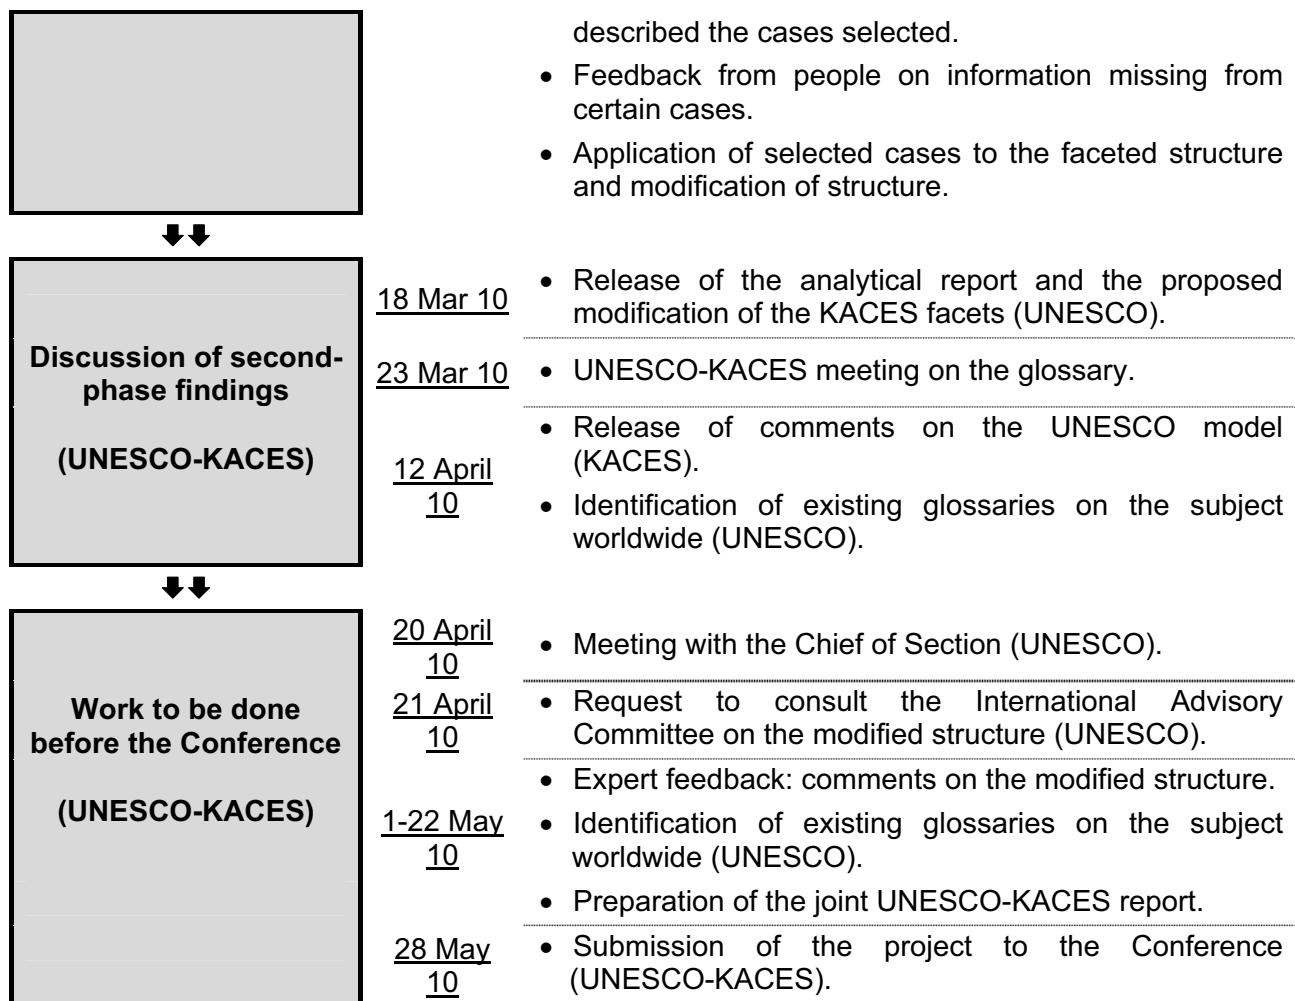 described the cases selected.
• Feedback from people on information missing from
certain cases.
• Application of selected cases to the faceted structure
and modification of structure.
Discussion of second-
phase findings
(UNESCO-KACES)
18 Mar 10
• Release of the analytical report and the proposed
modification of the KACES facets (UNESCO).
23 Mar 10
• UNESCO-KACES meeting on the glossary.
12 April
10
• Release of comments on the UNESCO model
(KACES).
• Identification of existing glossaries on the subject
worldwide (UNESCO).
Work to be done
before the Conference
(UNESCO-KACES)
20 April
10
• Meeting with the Chief of Section (UNESCO).
21 April
10
• Request to consult the International Advisory
Committee on the modified structure (UNESCO).
1-22 May
10
• Expert feedback: comments on the modified structure.
• Identification of existing glossaries on the subject
worldwide (UNESCO).
• Preparation of the joint UNESCO-KACES report.
28 May
10
• Submission of the project to the Conference
(UNESCO-KACES).